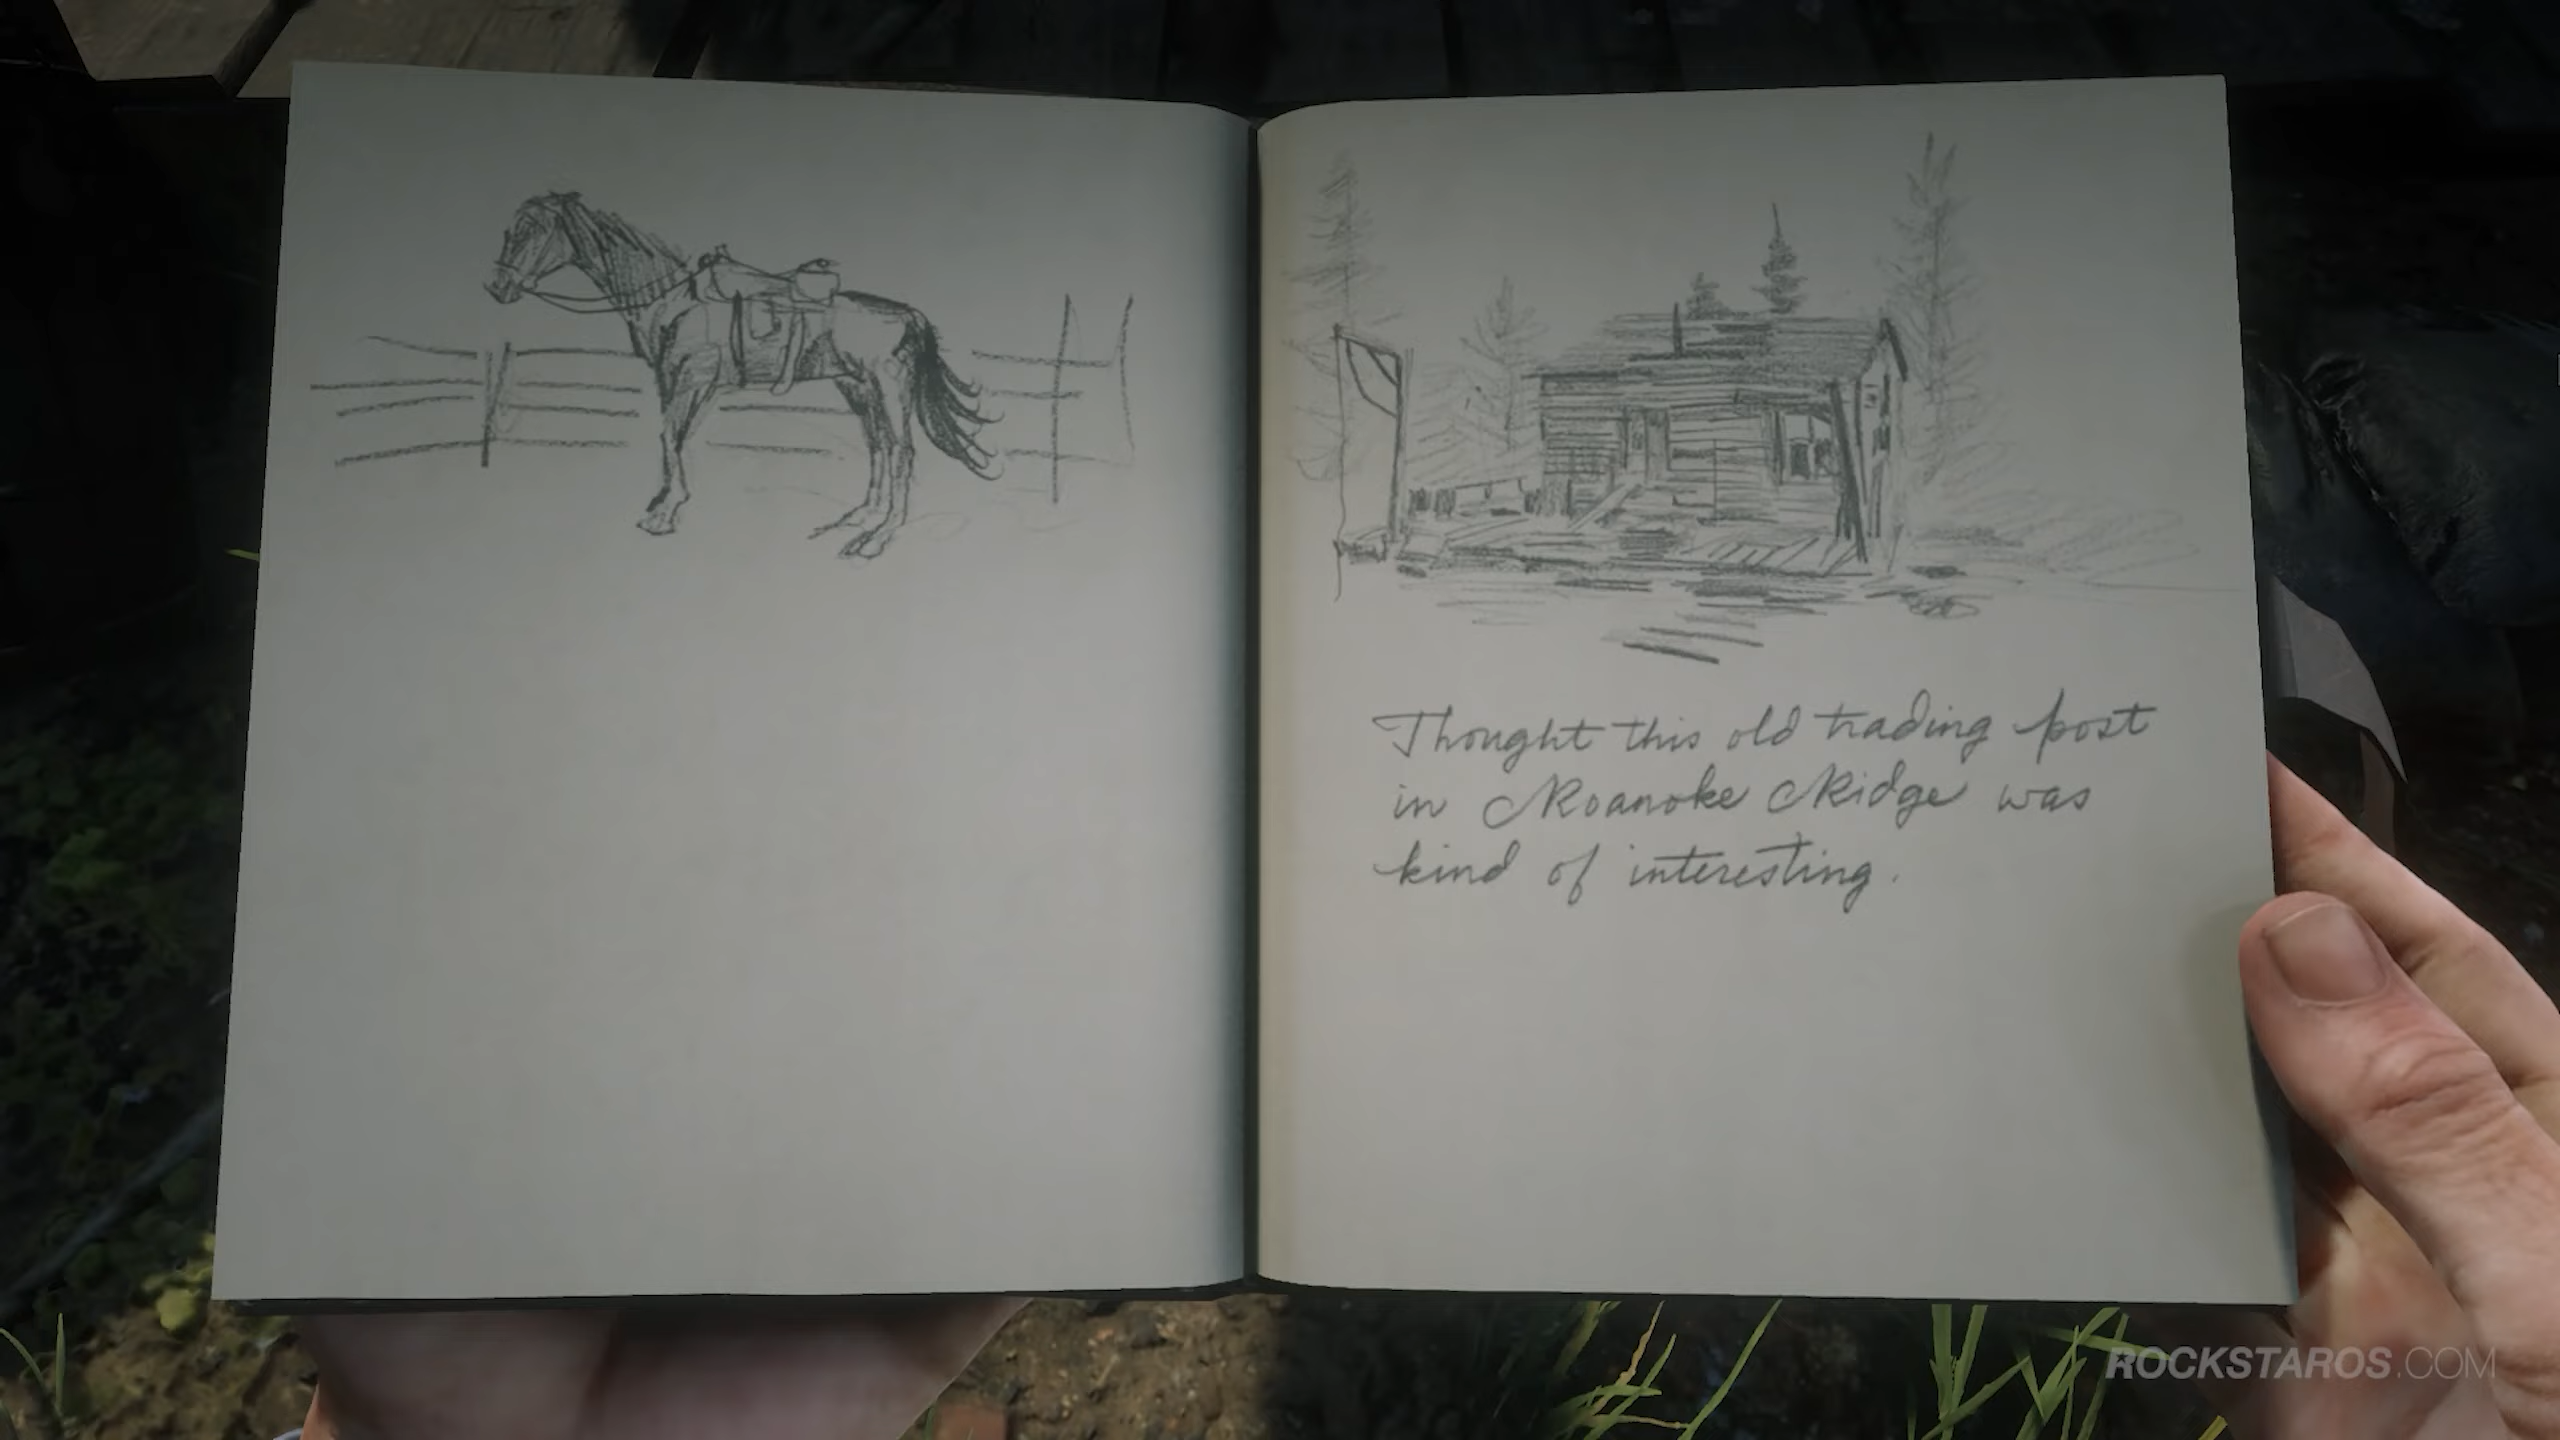 Thought this old trading post
in Roanoke Ridge was
kind of interesting.
ROCKSTAROS.COM